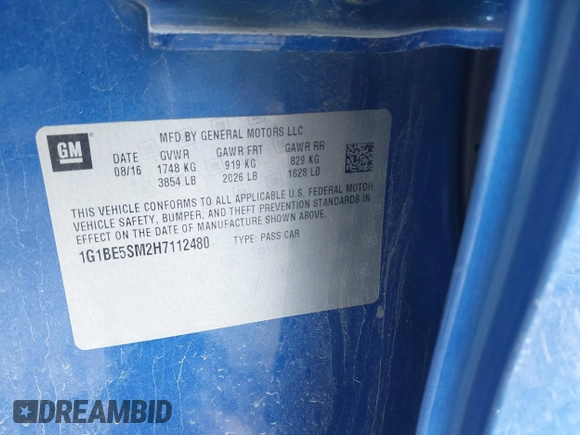 MFD BY GENERAL MOTORS LLC
GM
DATE GVWR GAWR FRT GAWR RR
08/16 1748 KG 919 KG 829 KG
3854 LB 2026 LB 1828 LB
THIS VEHICLE CONFORMS TO ALL APPLICABLE U.S. FEDERAL MOTOR
VEHICLE SAFETY, BUMPER, AND THEFT PREVENTION STANDARDS IN
EFFECT ON THE DATE OF MANUFACTURE SHOWN ABOVE.
1G1BE5SM2H7112480 TYPE: PASS CAR
DREAMBID